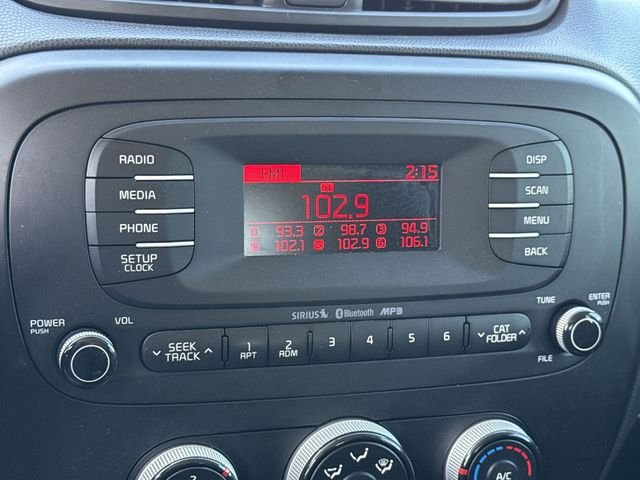 FM1 2:15
ST
102.9
1 93.3 2 98.7 3 94.9
4 102.1 5 102.9 6 106.1
RADIO
MEDIA
PHONE
SETUP
CLOCK
DISP
SCAN
MENU
BACK
SIRIUS Bluetooth MP3
POWER
PUSH
VOL
SEEK
TRACK
1
RPT
2
RDM
3
4
5
6
CAT
FOLDER
TUNE
FILE
ENTER
PUSH
A/C